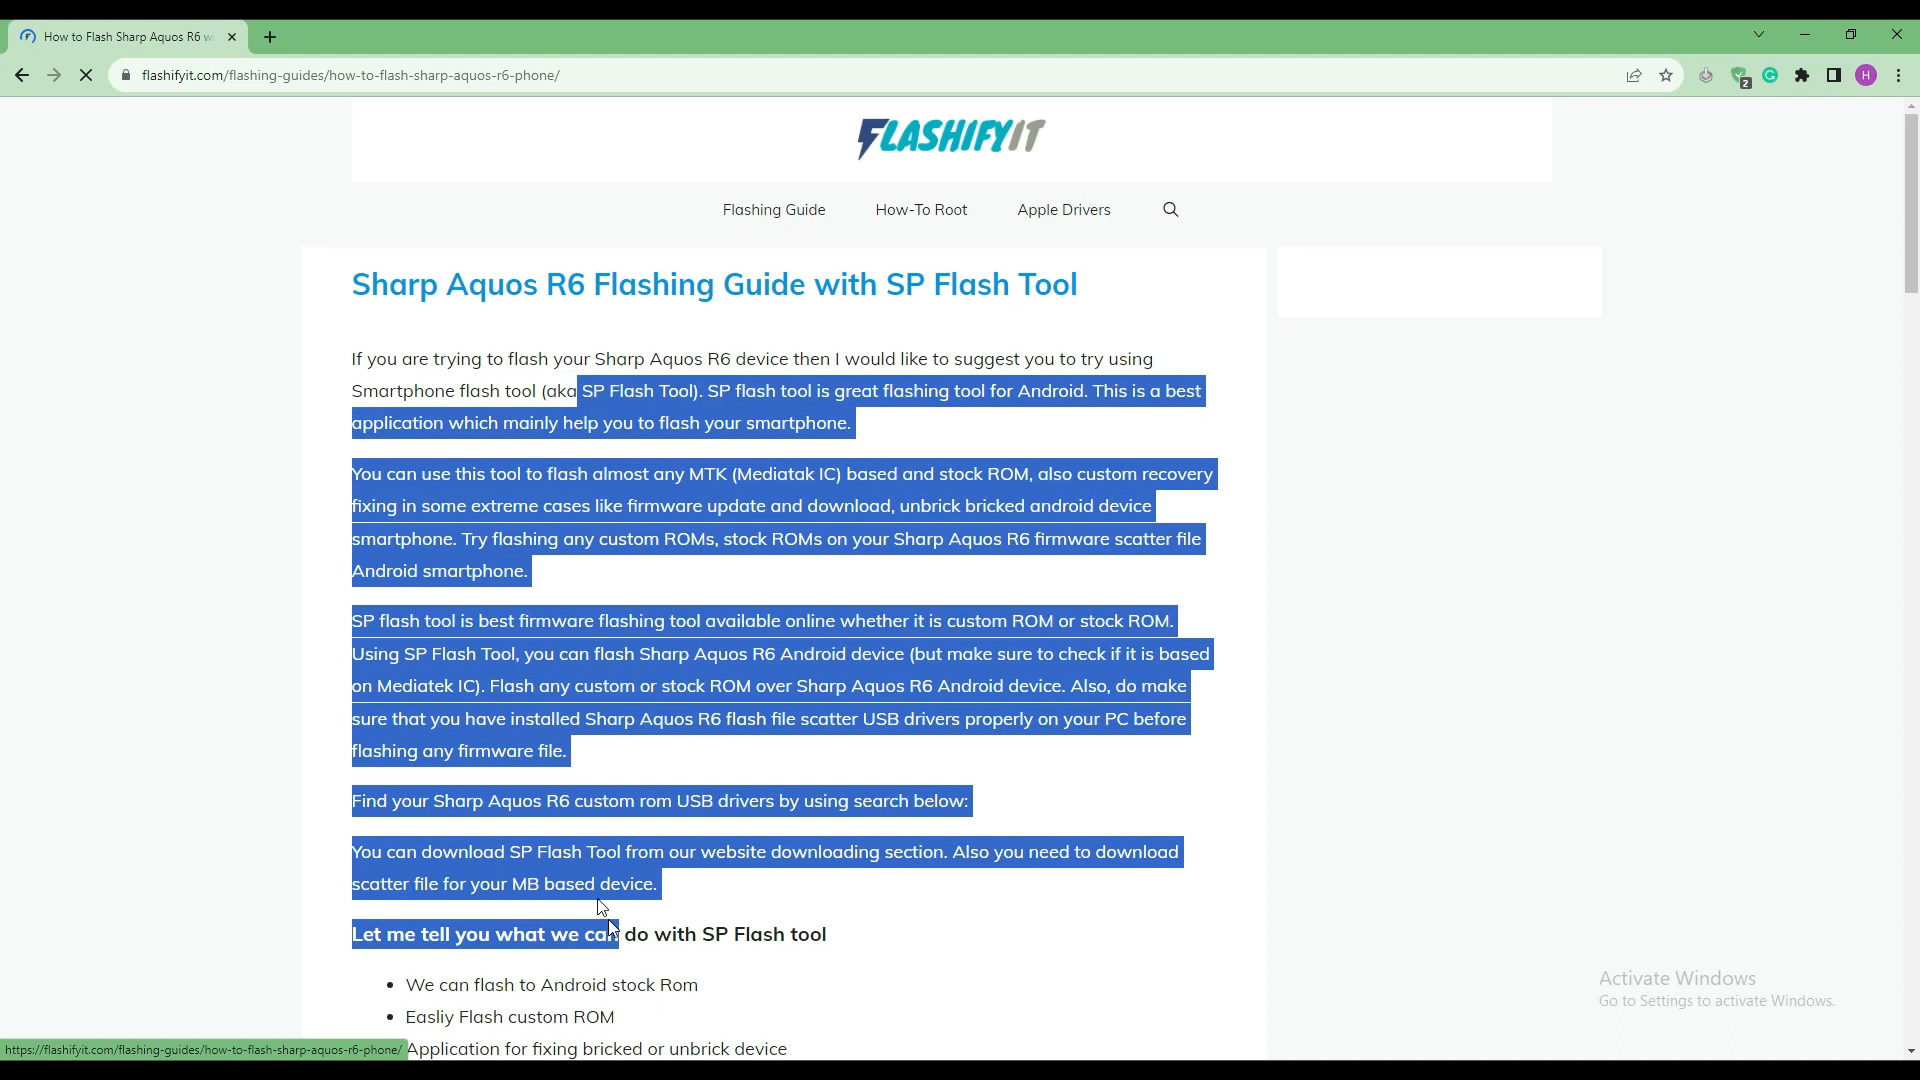 How to Flash Sharp Aquos R6 w
flashifyit.com/flashing-guides/how-to-flash-sharp-aquos-r6-phone/
2
H
FLASHIFYIT
Flashing Guide How-To Root Apple Drivers
Sharp Aquos R6 Flashing Guide with SP Flash Tool
If you are trying to flash your Sharp Aquos R6 device then I would like to suggest you to try using
Smartphone flash tool (aka SP Flash Tool). SP flash tool is great flashing tool for Android. This is a best
application which mainly help you to flash your smartphone.
You can use this tool to flash almost any MTK (Mediatak IC) based and stock ROM, also custom recovery
fixing in some extreme cases like firmware update and download, unbrick bricked android device
smartphone. Try flashing any custom ROMs, stock ROMs on your Sharp Aquos R6 firmware scatter file
Android smartphone.
SP flash tool is best firmware flashing tool available online whether it is custom ROM or stock ROM.
Using SP Flash Tool, you can flash Sharp Aquos R6 Android device (but make sure to check if it is based
on Mediatek IC). Flash any custom or stock ROM over Sharp Aquos R6 Android device. Also, do make
sure that you have installed Sharp Aquos R6 flash file scatter USB drivers properly on your PC before
flashing any firmware file.
Find your Sharp Aquos R6 custom rom USB drivers by using search below:
You can download SP Flash Tool from our website downloading section. Also you need to download
scatter file for your MB based device.
Let me tell you what we can do with SP Flash tool
• We can flash to Android stock Rom
• Easliy Flash custom ROM
Application for fixing bricked or unbrick device
Activate Windows
Go to Settings to activate Windows.
https://flashifyit.com/flashing-guides/how-to-flash-sharp-aquos-r6-phone/